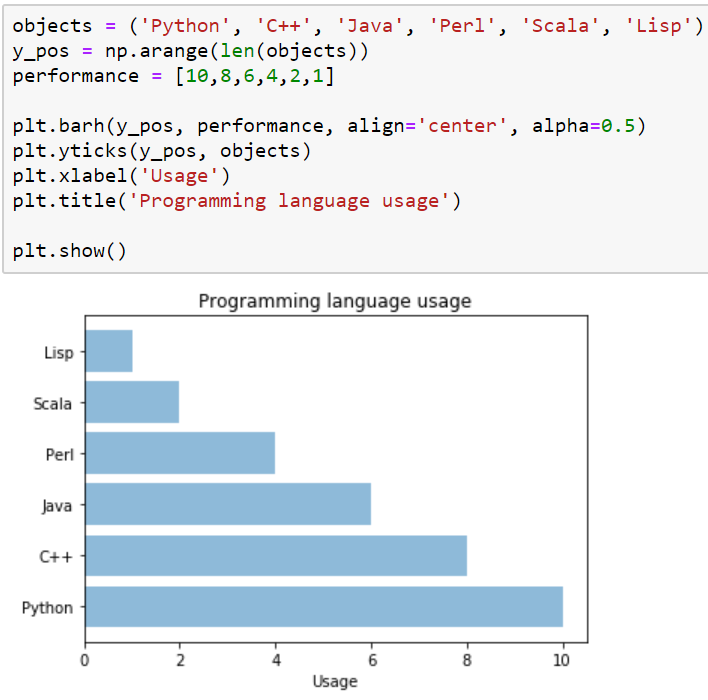 objects = ('Python', 'C++', 'Java', 'Perl', 'Scala', 'Lisp')
y_pos = np.arange(len(objects))
performance = [10,8,6,4,2,1]
plt.barh(y_pos, performance, align='center', alpha=0.5)
plt.yticks(y_pos, objects)
plt.xlabel('Usage')
plt.title('Programming language usage')
plt.show()
Programming language usage
Lisp
Scala
Perl
Java
C++
Python
0 2 4 6 8 10
Usage